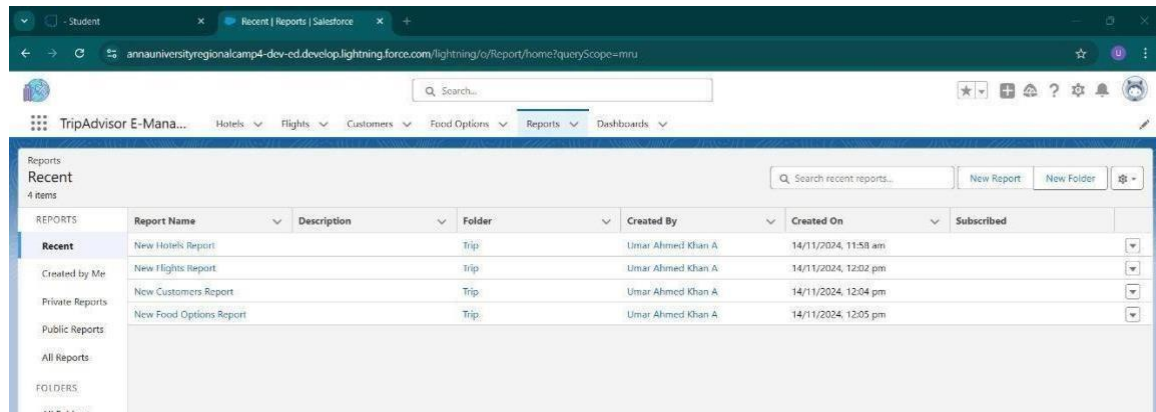 - Student
Recent | Reports | Salesforce
annauniversityregionalcamp4-dev-ed.develop.lightning.force.com/lightning/o/Report/home?queryScope=mru
U
Search...
TripAdvisor E-Mana... Hotels Flights Customers Food Options Reports Dashboards
Reports
Recent
4 items
Search recent reports...
New Report New Folder
REPORTS Report Name Description Folder Created By Created On Subscribed
Recent New Hotels Report Trip Umar Ahmed Khan A 14/11/2024, 11:58 am
Created by Me New Flights Report Trip Umar Ahmed Khan A 14/11/2024, 12:02 pm
Private Reports New Customers Report Trip Umar Ahmed Khan A 14/11/2024, 12:04 pm
Public Reports New Food Options Report Trip Umar Ahmed Khan A 14/11/2024, 12:05 pm
All Reports
FOLDERS